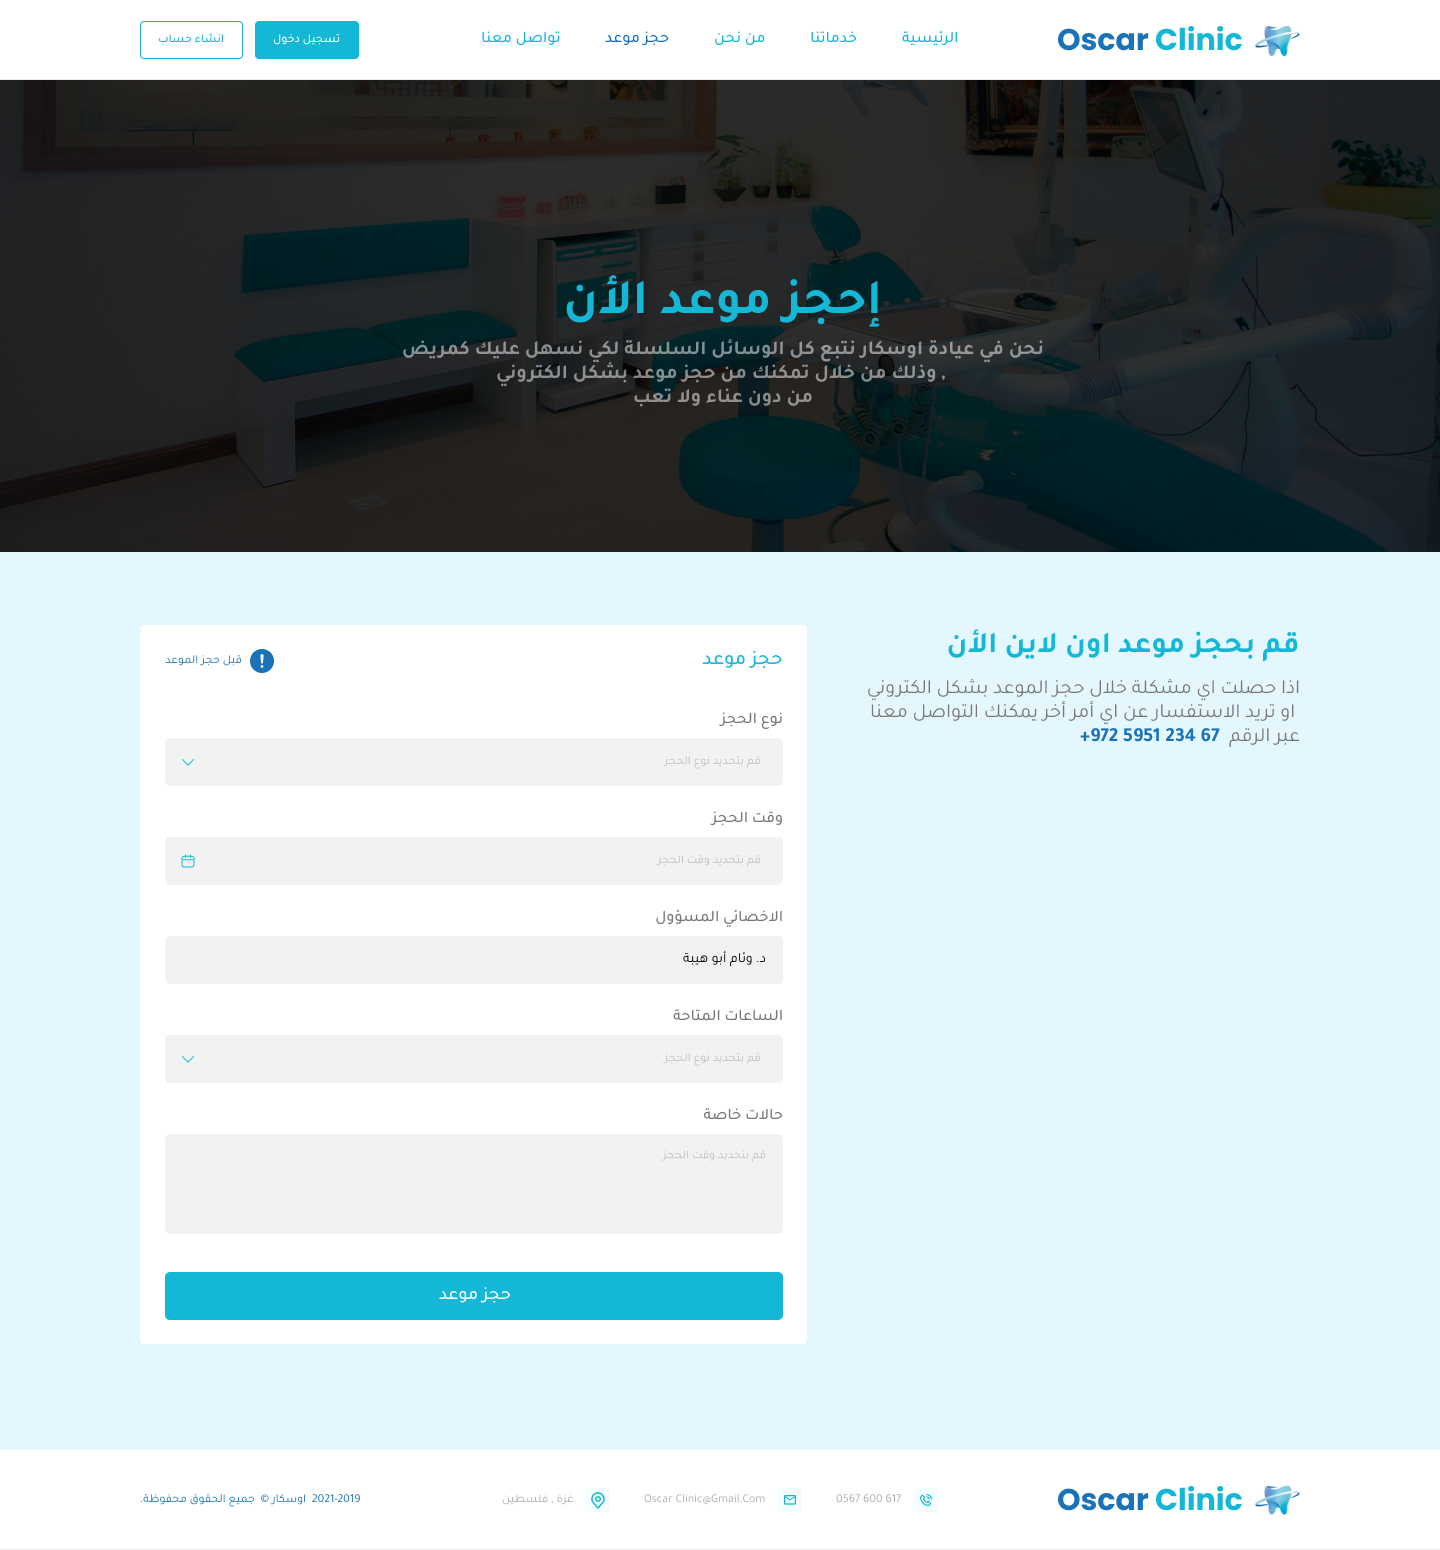 Oscar Clinic
الرئيسية
خدماتنا
من نحن
حجز موعد
تواصل معنا
تسجيل دخول
انشاء حساب
إحجز موعد الأن
نحن في عيادة اوسكار نتبع كل الوسائل السلسلة لكي نسهل عليك كمريض
, وذلك من خلال تمكنك من حجز موعد بشكل الكتروني
من دون عناء ولا تعب
قم بحجز موعد اون لاين الأن
اذا حصلت اي مشكلة خلال حجز الموعد بشكل الكتروني
او تريد الاستفسار عن اي أمر أخر يمكنك التواصل معنا
عبر الرقم +972 5951 234 67
حجز موعد
قبل حجز الموعد
نوع الحجز
قم بتحديد نوع الحجز
وقت الحجز
قم بتحديد وقت الحجز
الاخصائي المسؤول
د. وئام أبو هيبة
الساعات المتاحة
قم بتحديد نوع الحجز
حالات خاصة
قم بتحديد وقت الحجز
حجز موعد
Oscar Clinic
0567 600 617
Oscar Clinic@Gmail.Com
غزة , فلسطين
2021-2019 اوسكار © جميع الحقوق محفوظة.